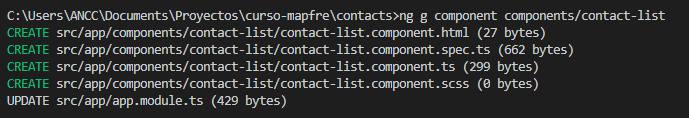 C:\Users\ANCC\Documents\Proyectos\curso-mapfre\contacts>ng g component components/contact-list
CREATE src/app/components/contact-list/contact-list.component.html (27 bytes)
CREATE src/app/components/contact-list/contact-list.component.spec.ts (662 bytes)
CREATE src/app/components/contact-list/contact-list.component.ts (299 bytes)
CREATE src/app/components/contact-list/contact-list.component.scss (0 bytes)
UPDATE src/app/app.module.ts (429 bytes)